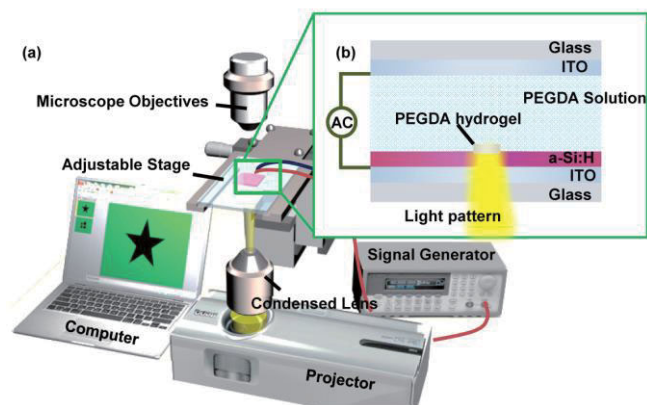 (a)
Microscope Objectives
Adjustable Stage
Condensed Lens
Computer
Projector
Signal Generator
(b)
Glass
ITO
PEGDA Solution
PEGDA hydrogel
AC
a-Si:H
ITO
Glass
Light pattern